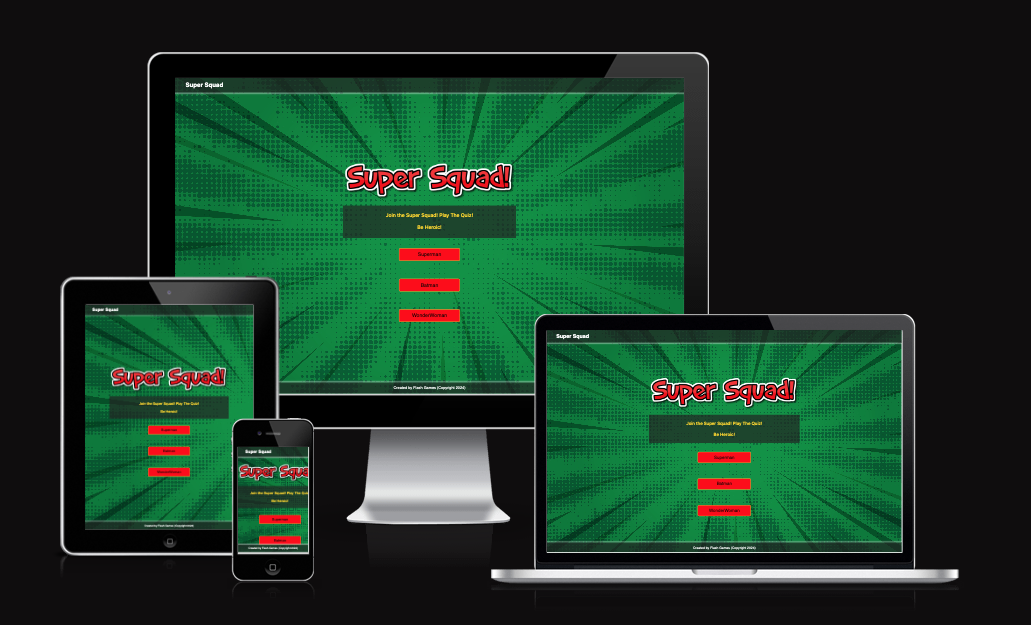 Super Squad
Super Squad!
Join the Super Squad! Play The Quiz!
Be Heroic!
Superman
Batman
WonderWoman
Created by Flash Games (Copyright 2024)
Super Squad
Super Squad!
Join the Super Squad! Play The Quiz!
Be Heroic!
Superman
Batman
WonderWoman
Created by Flash Games (Copyright 2024)
Super Squad
Super Squa
Join the Super Squad! Play The Qui
Be Heroic!
Superman
Batman
Created by Flash Games (Copyright 2024)
Super Squad
Super Squad!
Join the Super Squad! Play The Quiz!
Be Heroic!
Superman
Batman
WonderWoman
Created by Flash Games (Copyright 2024)